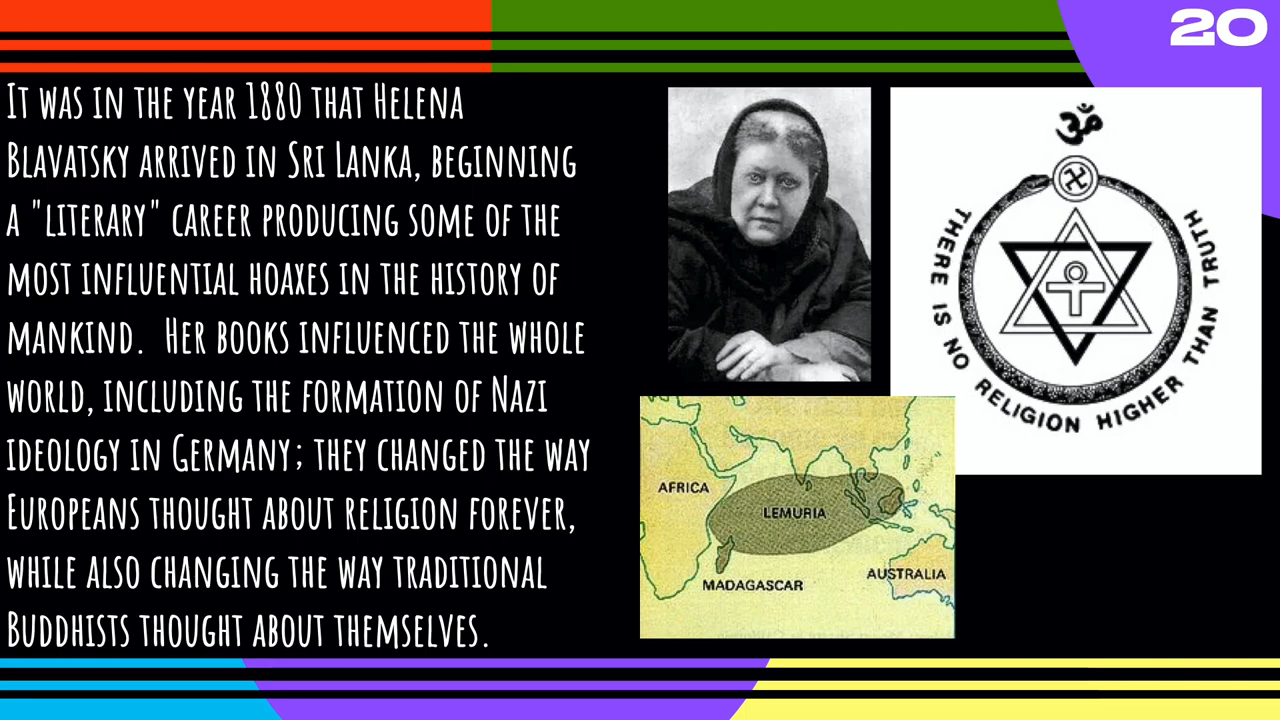 20
It was in the year 1880 that Helena
Blavatsky arrived in Sri Lanka, beginning
a "literary" career producing some of the
most influential hoaxes in the history of
mankind.  Her books influenced the whole
world, including the formation of Nazi
ideology in Germany; they changed the way
Europeans thought about religion forever,
while also changing the way traditional
Buddhists thought about themselves.
ॐ
THERE IS NO RELIGION HIGHER THAN TRUTH
AFRICA
LEMURIA
MADAGASCAR
AUSTRALIA